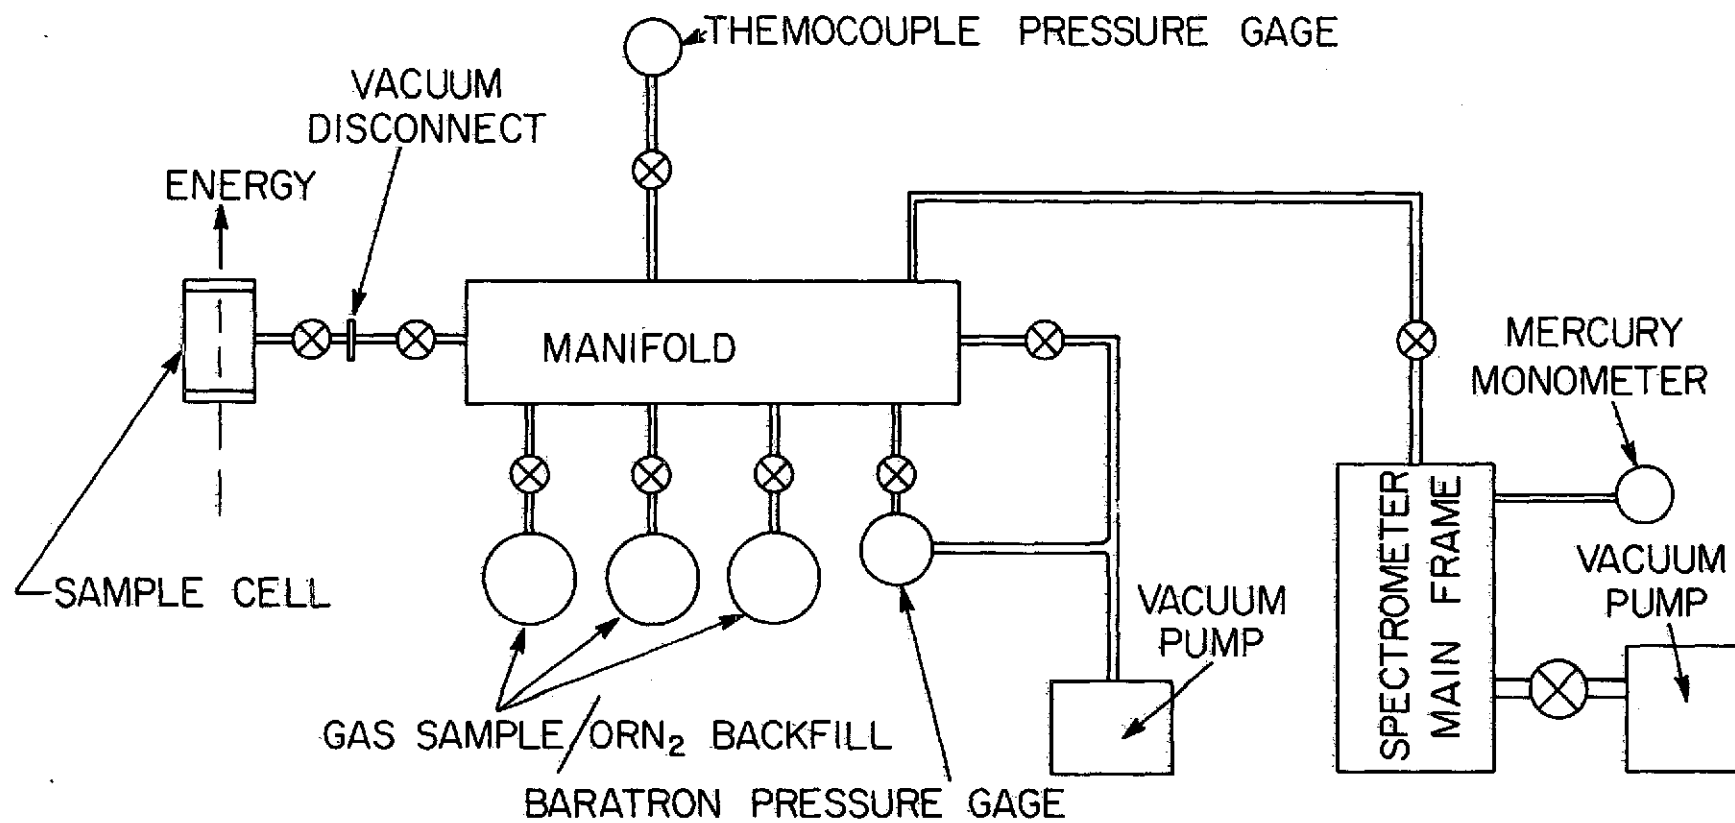 THEMOCOUPLE PRESSURE GAGE
VACUUM
DISCONNECT
ENERGY
MANIFOLD
MERCURY
MONOMETER
SAMPLE CELL
VACUUM
PUMP
SPECTROMETER
MAIN FRAME
VACUUM
PUMP
GAS SAMPLE/ORN₂ BACKFILL
BARATRON PRESSURE GAGE